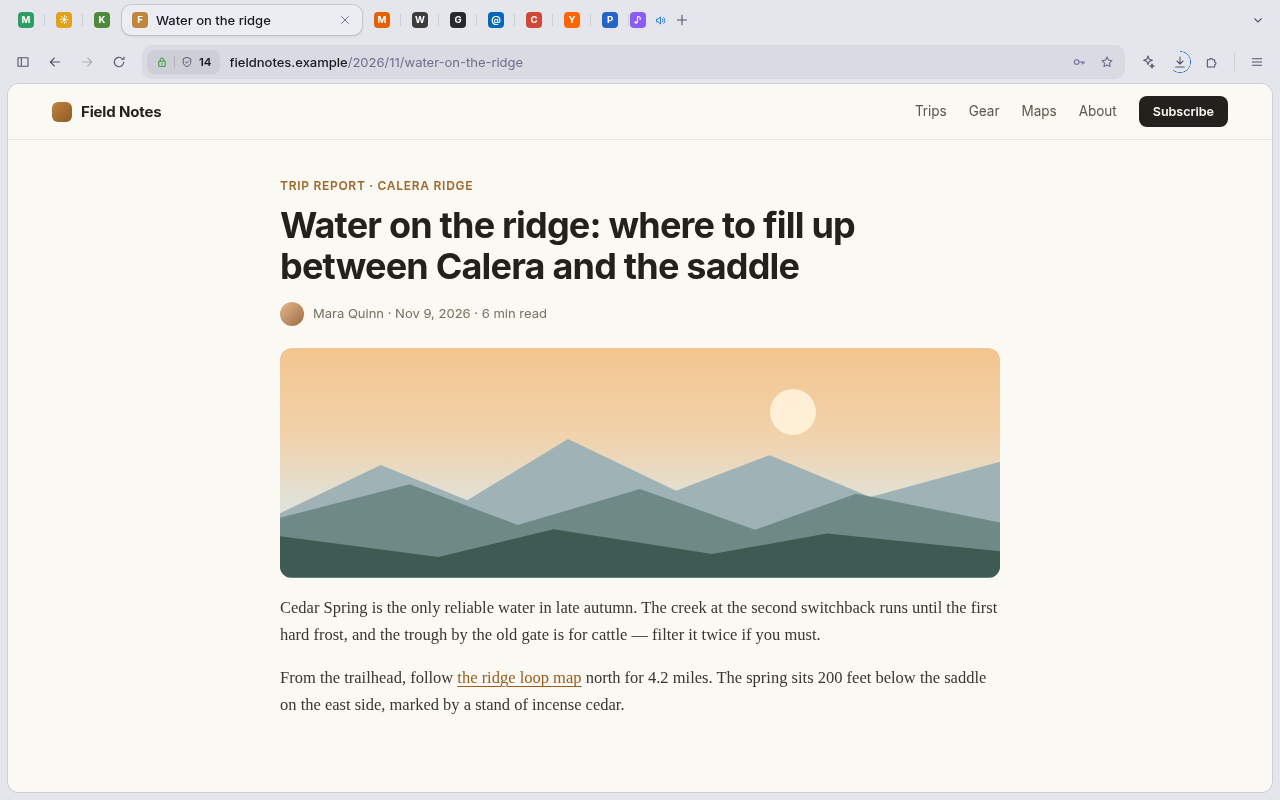 M
K
F Water on the ridge
M
W
G
@
C
Y
P
14 fieldnotes.example/2026/11/water-on-the-ridge
Field Notes
Trips Gear Maps About Subscribe
TRIP REPORT · CALERA RIDGE
Water on the ridge: where to fill up
between Calera and the saddle
Mara Quinn · Nov 9, 2026 · 6 min read
Cedar Spring is the only reliable water in late autumn. The creek at the second switchback runs until the first
hard frost, and the trough by the old gate is for cattle — filter it twice if you must.
From the trailhead, follow the ridge loop map north for 4.2 miles. The spring sits 200 feet below the saddle
on the east side, marked by a stand of incense cedar.